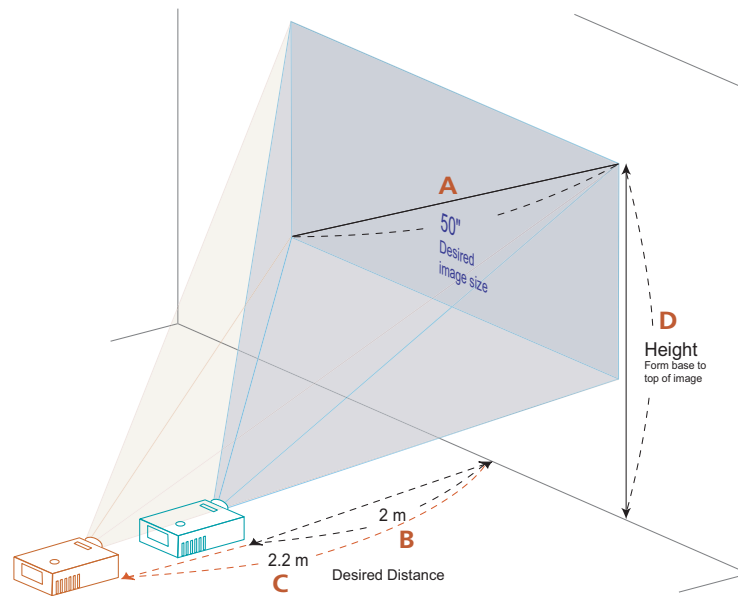 A
50"
Desired
image size
D
Height
Form base to
top of image
2 m
B
2.2 m
C
Desired Distance